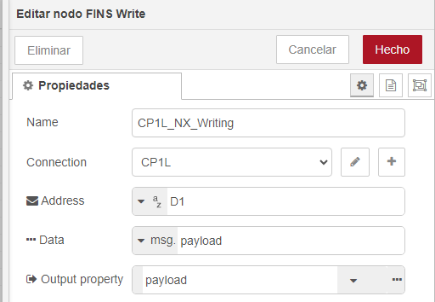 Editar nodo FINS Write
Eliminar
Cancelar
Hecho
Propiedades
Name
CP1L_NX_Writing
Connection
CP1L
Address
az D1
Data
msg. payload
Output property
payload